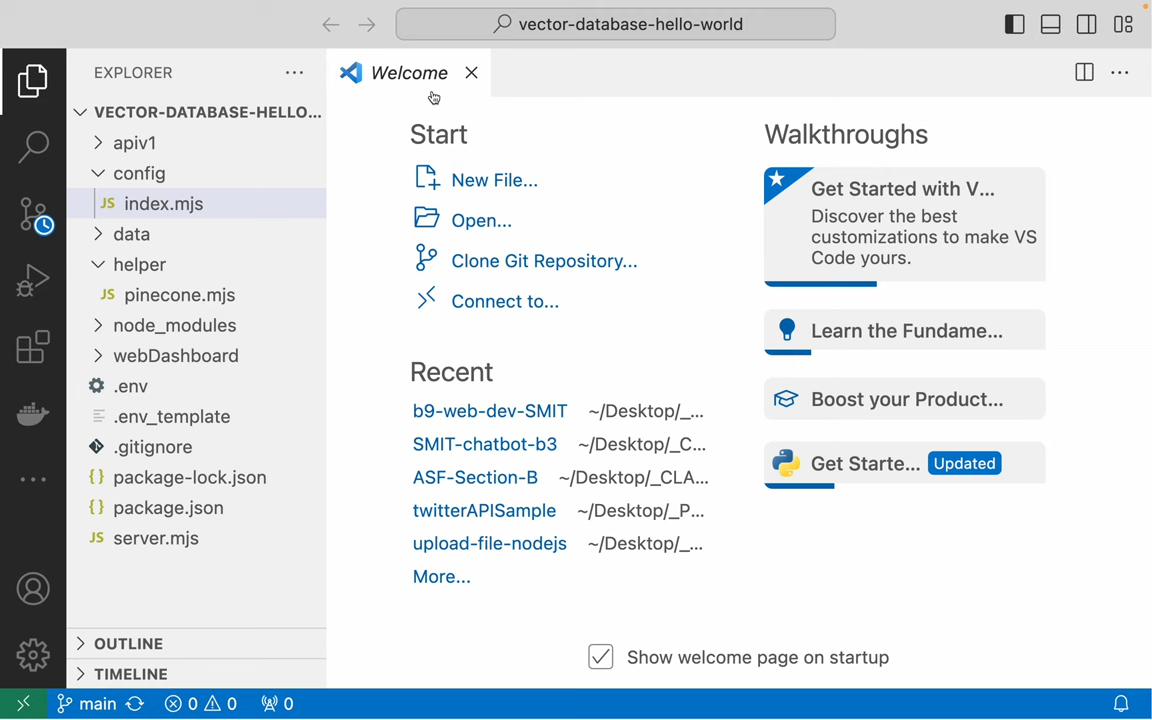 vector-database-hello-world
EXPLORER
VECTOR-DATABASE-HELLO...
apiv1
config
JS index.mjs
data
helper
JS pinecone.mjs
node_modules
webDashboard
.env
.env_template
.gitignore
{} package-lock.json
{} package.json
JS server.mjs
OUTLINE
TIMELINE
Welcome
Start
New File...
Open...
Clone Git Repository...
Connect to...
Recent
b9-web-dev-SMIT ~/Desktop/_...
SMIT-chatbot-b3 ~/Desktop/_C...
ASF-Section-B ~/Desktop/_CLA...
twitterAPISample ~/Desktop/_P...
upload-file-nodejs ~/Desktop/_...
More...
Walkthroughs
Get Started with V...
Discover the best
customizations to make VS
Code yours.
Learn the Fundame...
Boost your Product...
Get Starte... Updated
Show welcome page on startup
main 0 0 0